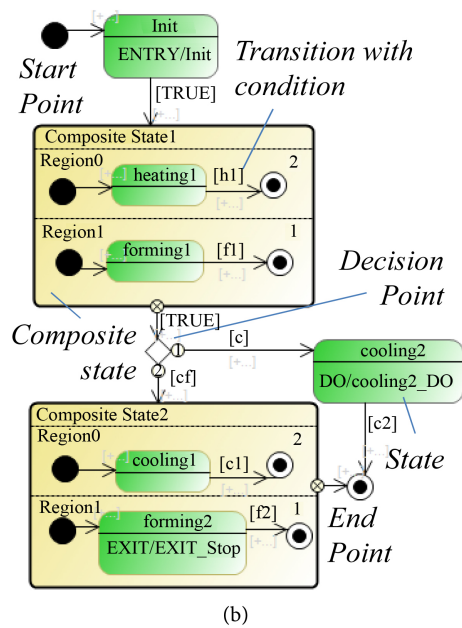 [+...]
Init
ENTRY/Init
Start
Point
Transition with
condition
[TRUE]
[+...]
Composite State1
Region0
2
[+...]
heating1
[h1]
[+...]
Region1
1
[+...]
forming1
[f1]
[+...]
Decision
Point
[TRUE]
[+...]
Composite
state
1
[c]
[+...]
2
[cf]
[+...]
cooling2
DO/cooling2_DO
Composite State2
Region0
2
[+...]
cooling1
[c1]
[+...]
[c2]
[+...]
State
Region1
1
[+...]
forming2
EXIT/EXIT_Stop
[f2]
[+...]
End
Point
(b)